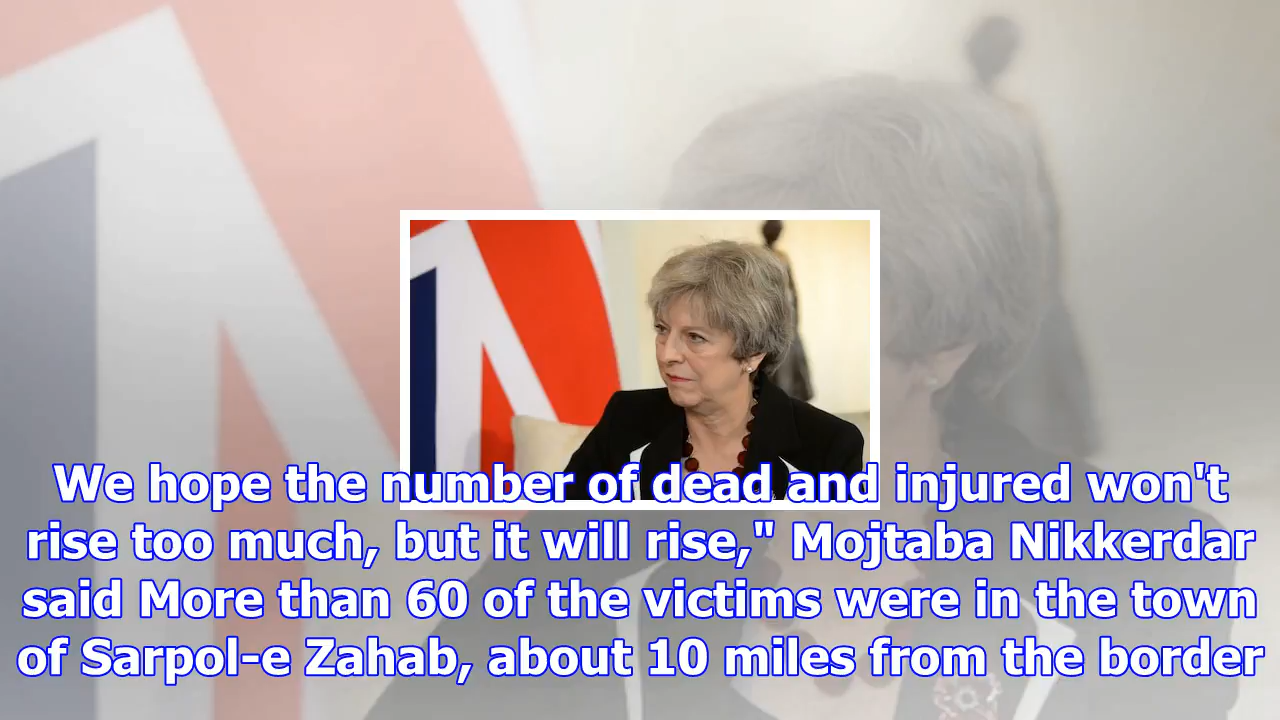 We hope the number of dead and injured won't
rise too much, but it will rise," Mojtaba Nikkerdar
said More than 60 of the victims were in the town
of Sarpol-e Zahab, about 10 miles from the border